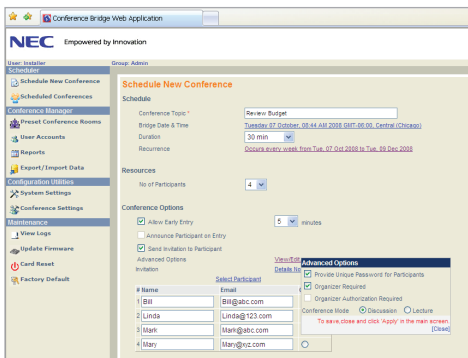 Conference Bridge Web Application
NEC Empowered by Innovation
User: Installer Group: Admin
Scheduler
Schedule New Conference
Scheduled Conferences
Conference Manager
Preset Conference Rooms
User Accounts
Reports
Export/Import Data
Configuration Utilities
System Settings
Conference Settings
Maintenance
View Logs
Update Firmware
Card Reset
Factory Default
Schedule New Conference
Schedule
Conference Topic * Review Budget
Bridge Date & Time Tuesday 07 October, 08:44 AM 2008 GMT-06:00, Central (Chicago)
Duration 30 min
Recurrence Occurs every week from Tue, 07 Oct 2008 to Tue, 09 Dec 2008
Resources
No of Participants 4
Conference Options
Allow Early Entry 5 minutes
Announce Participant on Entry
Send Invitation to Participant
Advanced Options View/Edit
Invitation Details
Select Participant
# Name Email
1 Bill Bill@abc.com
2 Linda Linda@123.com
3 Mark Mark@abc.com
4 Mary Mary@xyz.com
Advanced Options
Provide Unique Password for Participants
Organizer Required
Organizer Authorization Required
Conference Mode Discussion Lecture
To save,close and click 'Apply' in the main screen.
[Close]